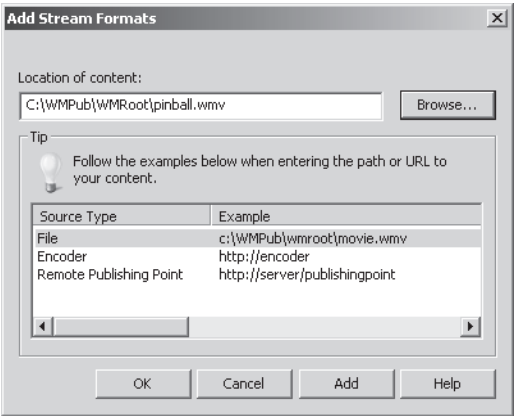 Add Stream Formats
Location of content:
C:\WMPub\WMRoot\pinball.wmv
Browse...
Tip
Follow the examples below when entering the path or URL to
your content.
Source Type Example
File c:\WMPub\wmroot\movie.wmv
Encoder http://encoder
Remote Publishing Point http://server/publishingpoint
OK Cancel Add Help